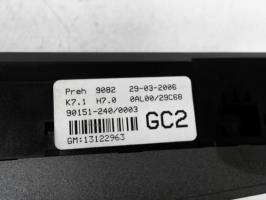 Preh 9082 29-03-2006
K7.1 H7.0 0AL00/29C68
90151-240/0003
GC2
GM:13122963